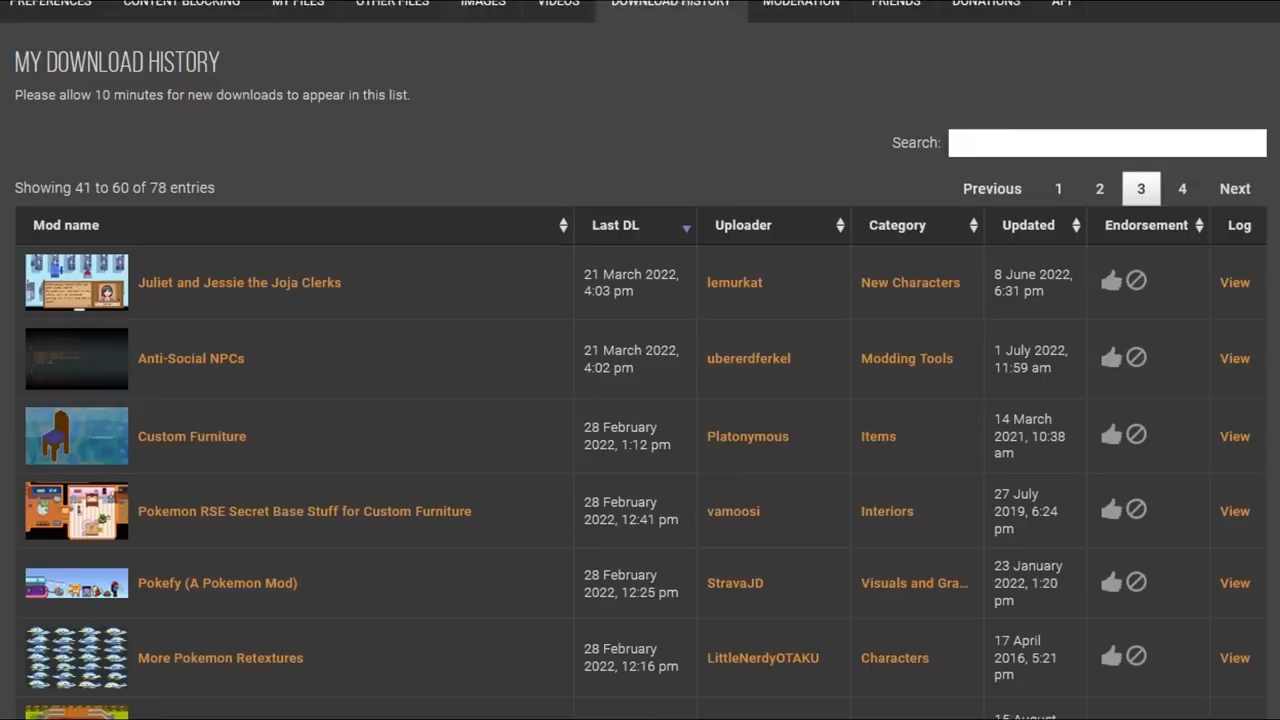 PREFERENCES CONTENT BLOCKING MY FILES OTHER FILES IMAGES VIDEOS DOWNLOAD HISTORY MODERATION FRIENDS DONATIONS API
MY DOWNLOAD HISTORY
Please allow 10 minutes for new downloads to appear in this list.
Search:
Showing 41 to 60 of 78 entries
Previous 1 2 3 4 Next
Mod name Last DL Uploader Category Updated Endorsement Log
Juliet and Jessie the Joja Clerks
21 March 2022,
4:03 pm
lemurkat
New Characters
8 June 2022,
6:31 pm
View
Anti-Social NPCs
21 March 2022,
4:02 pm
ubererdferkel
Modding Tools
1 July 2022,
11:59 am
View
Custom Furniture
28 February
2022, 1:12 pm
Platonymous
Items
14 March
2021, 10:38
am
View
Pokemon RSE Secret Base Stuff for Custom Furniture
28 February
2022, 12:41 pm
vamoosi
Interiors
27 July
2019, 6:24
pm
View
Pokefy (A Pokemon Mod)
28 February
2022, 12:25 pm
StravaJD
Visuals and Gra...
23 January
2022, 1:20
pm
View
More Pokemon Retextures
28 February
2022, 12:16 pm
LittleNerdyOTAKU
Characters
17 April
2016, 5:21
pm
View
15 August